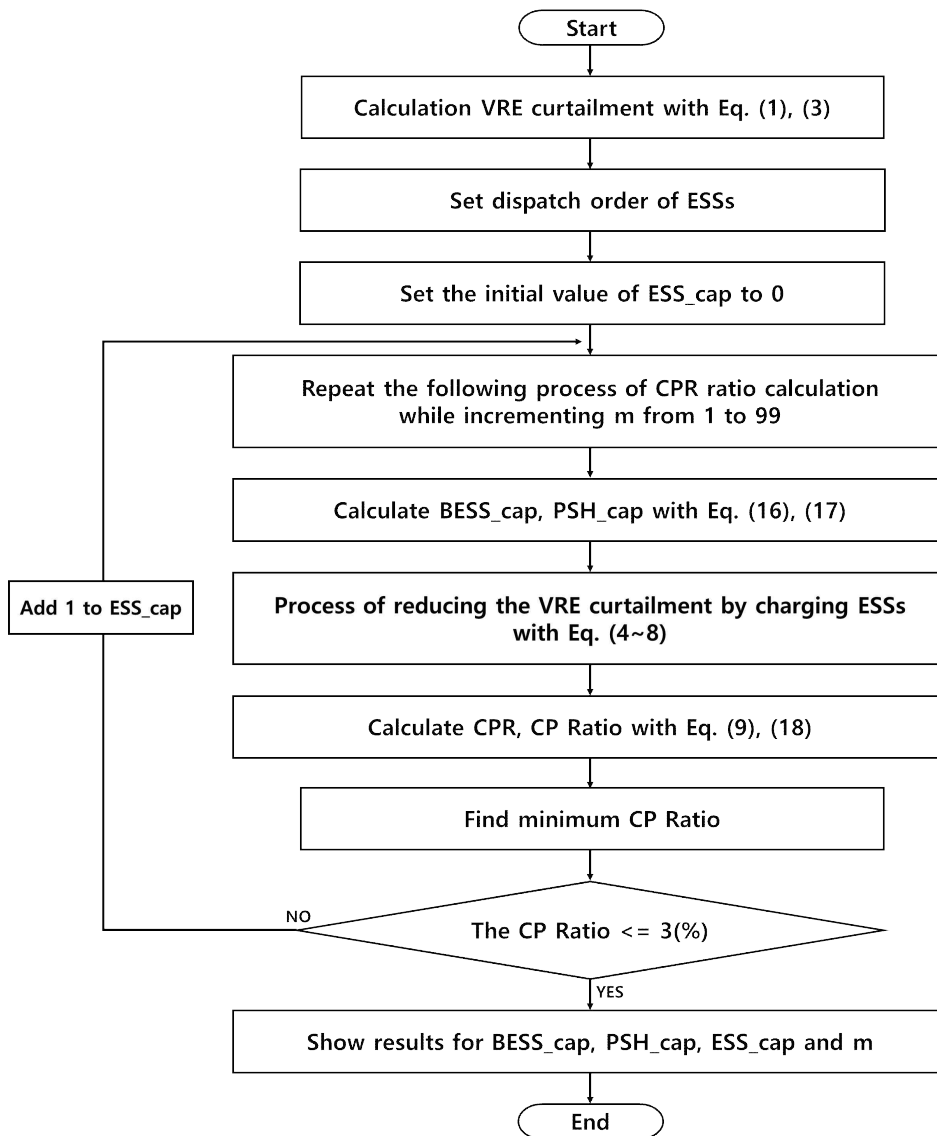 Start
Calculation VRE curtailment with Eq. (1), (3)
Set dispatch order of ESSs
Set the initial value of ESS_cap to 0
Repeat the following process of CPR ratio calculation
while incrementing m from 1 to 99
Calculate BESS_cap, PSH_cap with Eq. (16), (17)
Add 1 to ESS_cap
Process of reducing the VRE curtailment by charging ESSs
with Eq. (4~8)
Calculate CPR, CP Ratio with Eq. (9), (18)
Find minimum CP Ratio
NO
The CP Ratio <= 3(%)
YES
Show results for BESS_cap, PSH_cap, ESS_cap and m
End